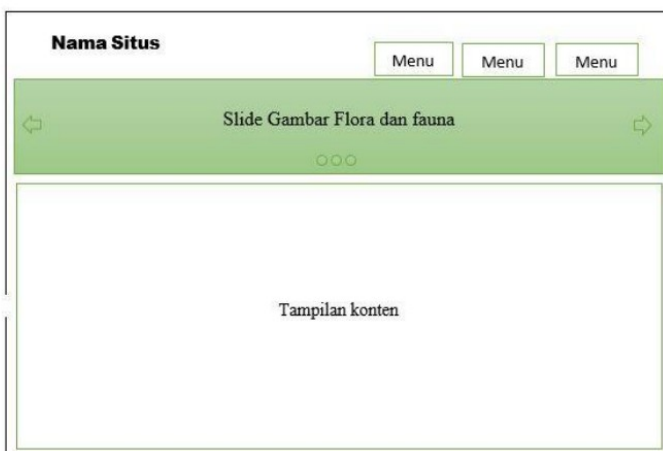 Nama Situs
Menu Menu Menu
Slide Gambar Flora dan fauna
Tampilan konten